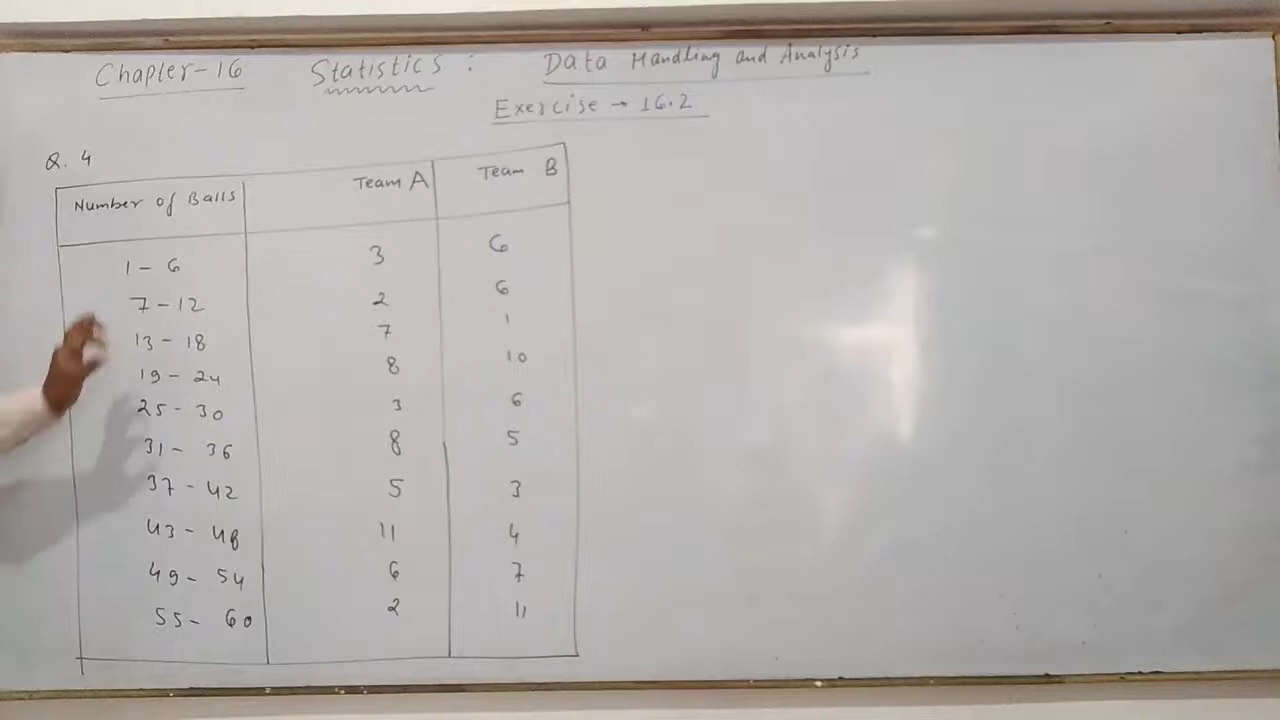 Chapler-16 Statistics : Data Handling and Analysis
Exercise → 16.2
Q. 4
Number of Balls Team A Team B
1 - 6 3 6
7 - 12 2 6
13 - 18 7 1
19 - 24 8 10
25 - 30 3 6
31 - 36 8 5
37 - 42 5 3
43 - 48 11 4
49 - 54 6 7
55 - 60 2 11